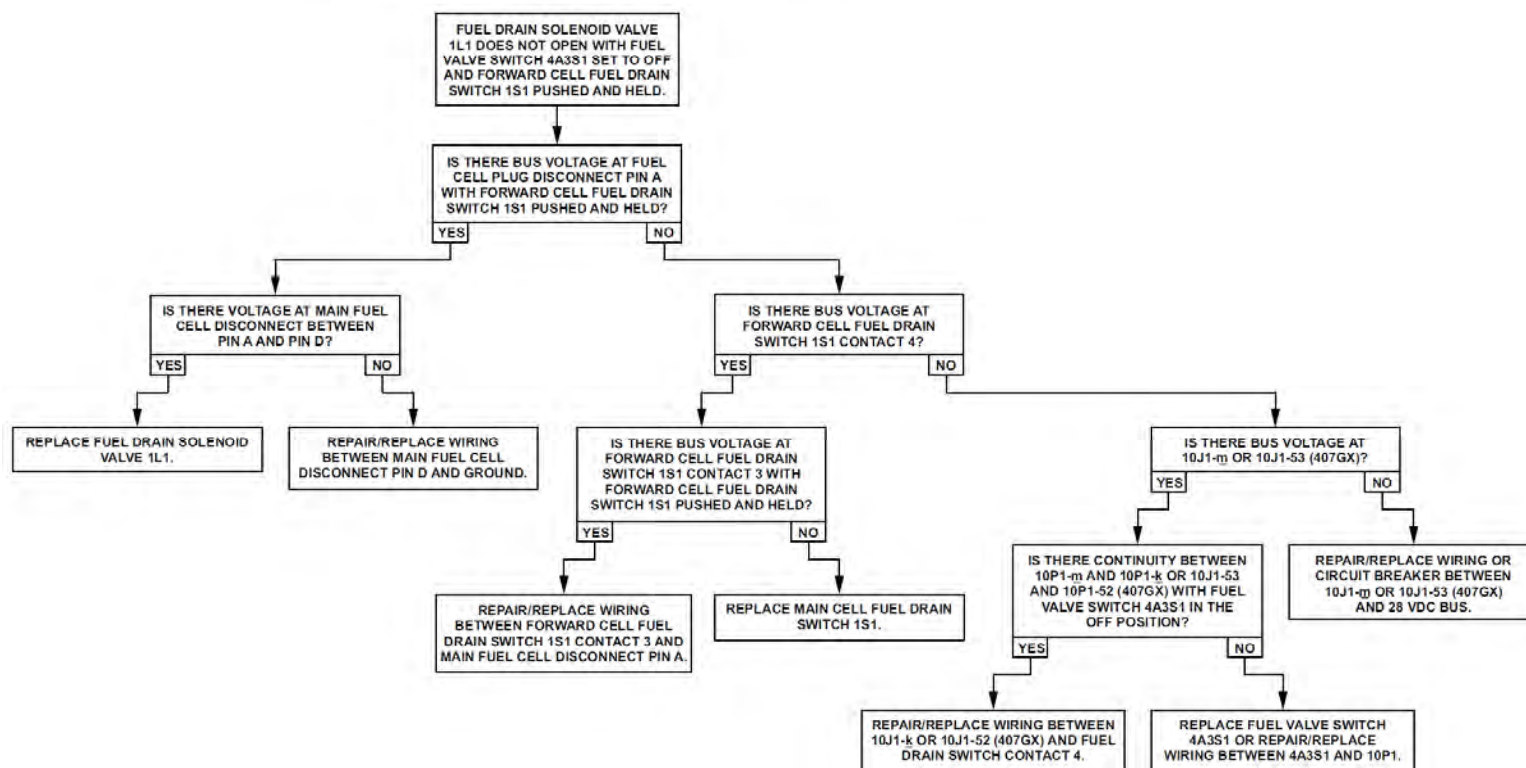 FUEL DRAIN SOLENOID VALVE
1L1 DOES NOT OPEN WITH FUEL
VALVE SWITCH 4A3S1 SET TO OFF
AND FORWARD CELL FUEL DRAIN
SWITCH 1S1 PUSHED AND HELD.
IS THERE BUS VOLTAGE AT FUEL
CELL PLUG DISCONNECT PIN A
WITH FORWARD CELL FUEL DRAIN
SWITCH 1S1 PUSHED AND HELD?
YES
NO
IS THERE VOLTAGE AT MAIN FUEL
CELL DISCONNECT BETWEEN
PIN A AND PIN D?
YES
NO
IS THERE BUS VOLTAGE AT
FORWARD CELL FUEL DRAIN
SWITCH 1S1 CONTACT 4?
YES
NO
REPLACE FUEL DRAIN SOLENOID
VALVE 1L1.
REPAIR/REPLACE WIRING
BETWEEN MAIN FUEL CELL
DISCONNECT PIN D AND GROUND.
IS THERE BUS VOLTAGE AT
FORWARD CELL FUEL DRAIN
SWITCH 1S1 CONTACT 3 WITH
FORWARD CELL FUEL DRAIN
SWITCH 1S1 PUSHED AND HELD?
YES
NO
IS THERE BUS VOLTAGE AT
10J1-m OR 10J1-53 (407GX)?
YES
NO
REPAIR/REPLACE WIRING
BETWEEN FORWARD CELL FUEL
DRAIN SWITCH 1S1 CONTACT 3 AND
MAIN FUEL CELL DISCONNECT PIN A.
REPLACE MAIN CELL FUEL DRAIN
SWITCH 1S1.
IS THERE CONTINUITY BETWEEN
10P1-m AND 10P1-k OR 10J1-53
AND 10P1-52 (407GX) WITH FUEL
VALVE SWITCH 4A3S1 IN THE
OFF POSITION?
YES
NO
REPAIR/REPLACE WIRING OR
CIRCUIT BREAKER BETWEEN
10J1-m OR 10J1-53 (407GX)
AND 28 VDC BUS.
REPAIR/REPLACE WIRING BETWEEN
10J1-k OR 10J1-52 (407GX) AND FUEL
DRAIN SWITCH CONTACT 4.
REPLACE FUEL VALVE SWITCH
4A3S1 OR REPAIR/REPLACE
WIRING BETWEEN 4A3S1 AND 10P1.